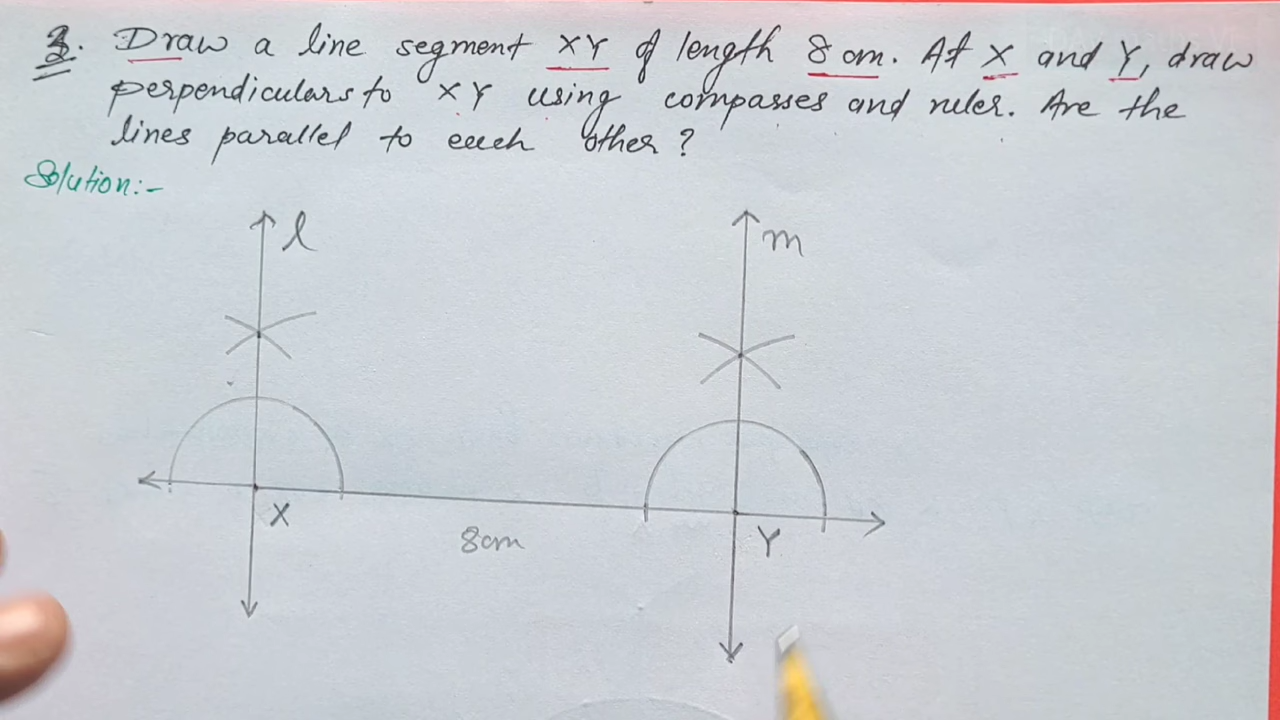 3. Draw a line segment XY of length 8 cm. At X and Y, draw
perpendiculars to XY using compasses and ruler. Are the
lines parallel to each other?
Solution:-
l
m
X
8cm
Y